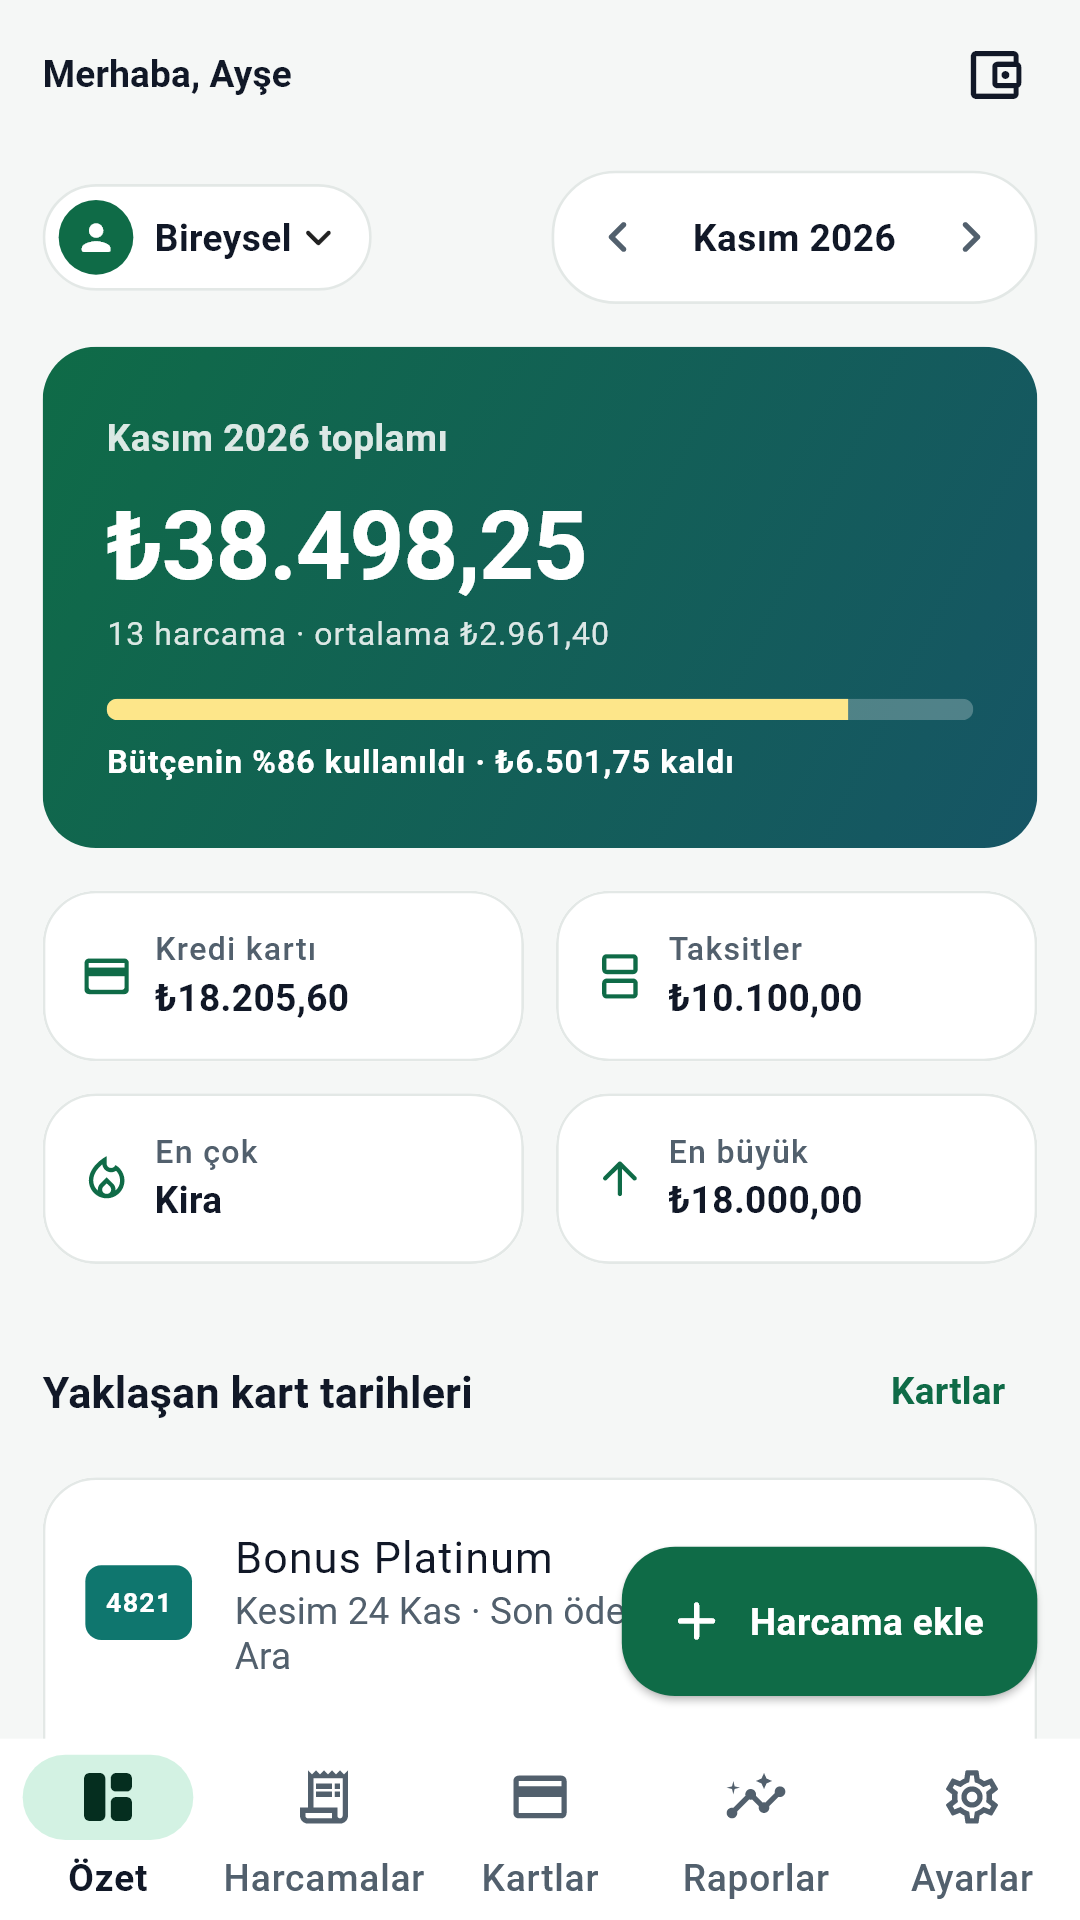 Merhaba, Ayşe
Bireysel
Kasım 2026
Kasım 2026 toplamı
₺38.498,25
13 harcama · ortalama ₺2.961,40
Bütçenin %86 kullanıldı · ₺6.501,75 kaldı
Kredi kartı
₺18.205,60
Taksitler
₺10.100,00
En çok
Kira
En büyük
₺18.000,00
Yaklaşan kart tarihleri
Kartlar
4821
Bonus Platinum
Kesim 24 Kas · Son
Ara
Harcama ekle
Özet
Harcamalar
Kartlar
Raporlar
Ayarlar